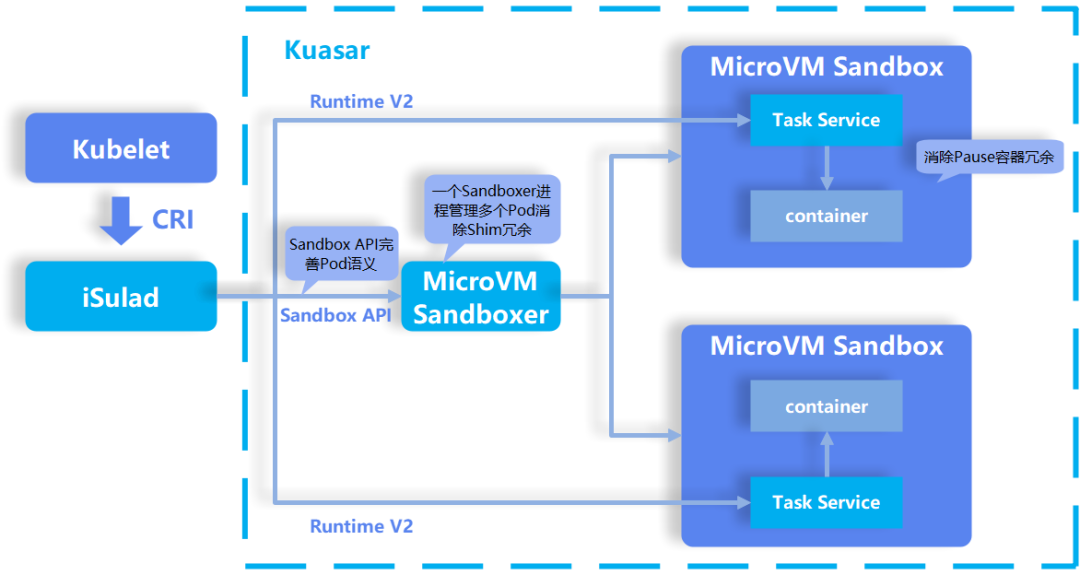 Kuasar
MicroVM Sandbox
Runtime V2
Task Service
Kubelet
消除Pause容器冗余
CRI
一个Sandboxer进
程管理多个Pod消
除Shim冗余
container
Sandbox API完
善Pod语义
iSulad
MicroVM
Sandboxer
Sandbox API
MicroVM Sandbox
container
Task Service
Runtime V2